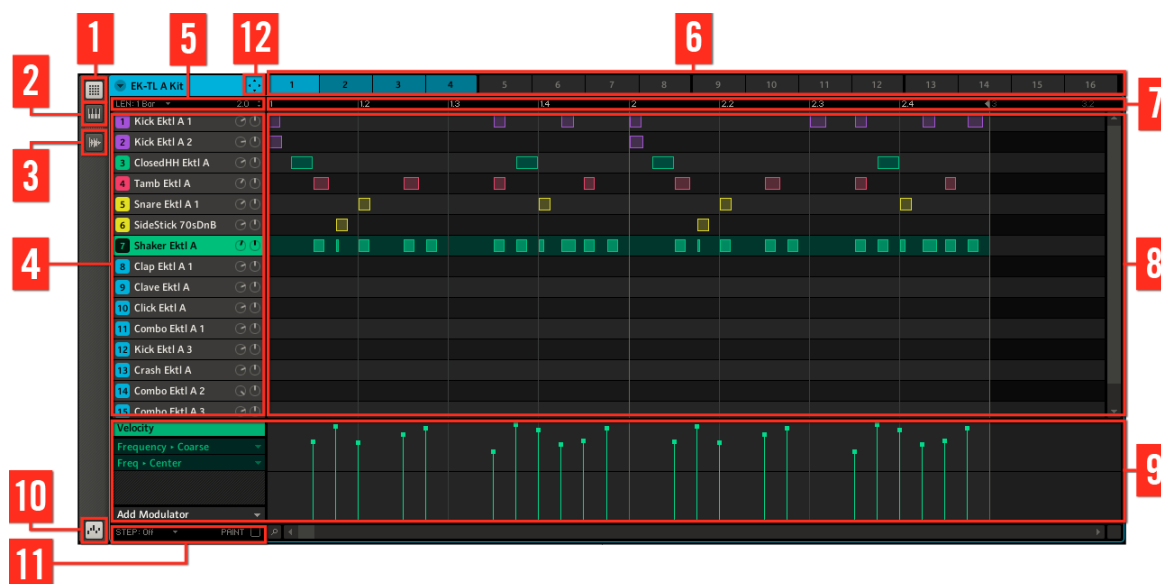 1 5 12 6
2
EK-TL A Kit 1 2 3 4 5 6 7 8 9 10 11 12 13 14 15 16
LEN: 1 Bar 2.0 1 1.2 1.3 1.4 2 2.2 2.3 2.4 3 3.2
7
1 Kick Ektl A 1
2 Kick Ektl A 2
3
3 ClosedHH Ektl A
4 Tamb Ektl A
5 Snare Ektl A 1
6 SideStick 70sDnB
7 Shaker Ektl A
4 8
8 Clap Ekt l A 1
9 Clave Ektl A
10 Click Ektl A
11 Combo Ektl A 1
12 Kick Ektl A 3
13 Crash Ektl A
14 Combo Ektl A 2
15 Combo Ektl A 3
Velocity
Frequency - Coarse
Freq - Center
9
10
Add Modulator
STEP: Off PRINT
11